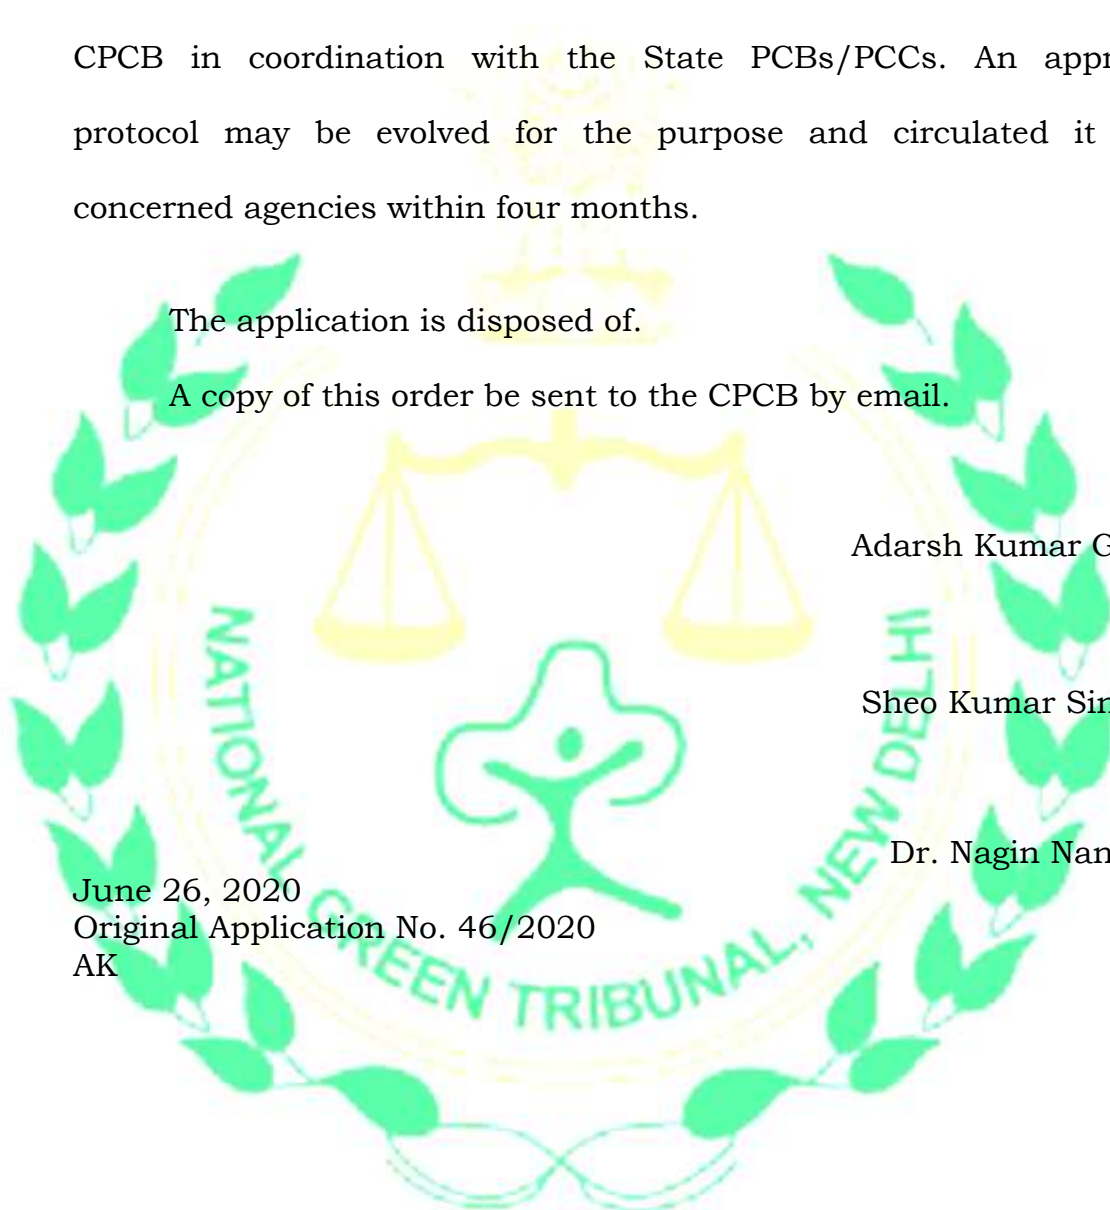 CPCB in coordination with the State PCBs/PCCs. An appr
protocol may be evolved for the purpose and circulated it
concerned agencies within four months.
The application is disposed of.
A copy of this order be sent to the CPCB by email.
Adarsh Kumar G
Sheo Kumar Sin
Dr. Nagin Nan
June 26, 2020
Original Application No. 46/2020
AK
NATIONAL GREEN TRIBUNAL, NEW DELHI